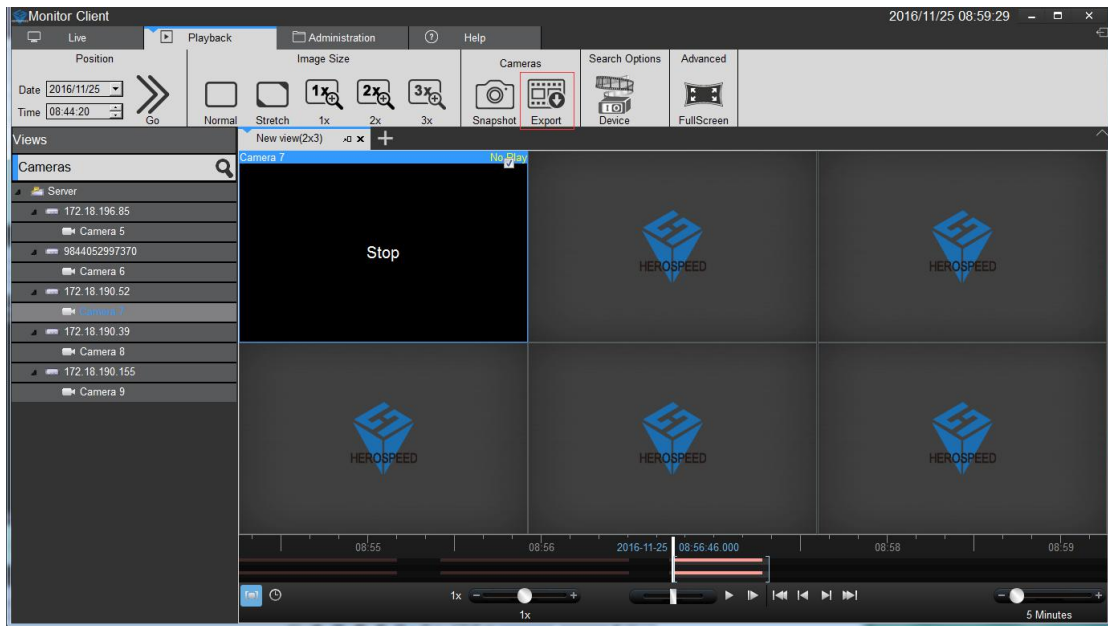 Monitor Client 2016/11/25 08:59:29
Live Playback Administration Help
Position Image Size Cameras Search Options Advanced
Date 2016/11/25
Time 08:44:20
Go Normal Stretch 1x 2x 3x Snapshot Export Device FullScreen
Views New view(2x3)
Cameras
Camera 7 No Play
Server
172.18.196.85
Camera 5
9844052997370
Camera 6
172.18.190.52
Camera 7
172.18.190.39
Camera 8
172.18.190.155
Camera 9
Stop
HEROSPEED HEROSPEED
HEROSPEED HEROSPEED HEROSPEED
08:55 08:56 2016-11-25 08:56:46.000 08:58 08:59
1x
1x 5 Minutes